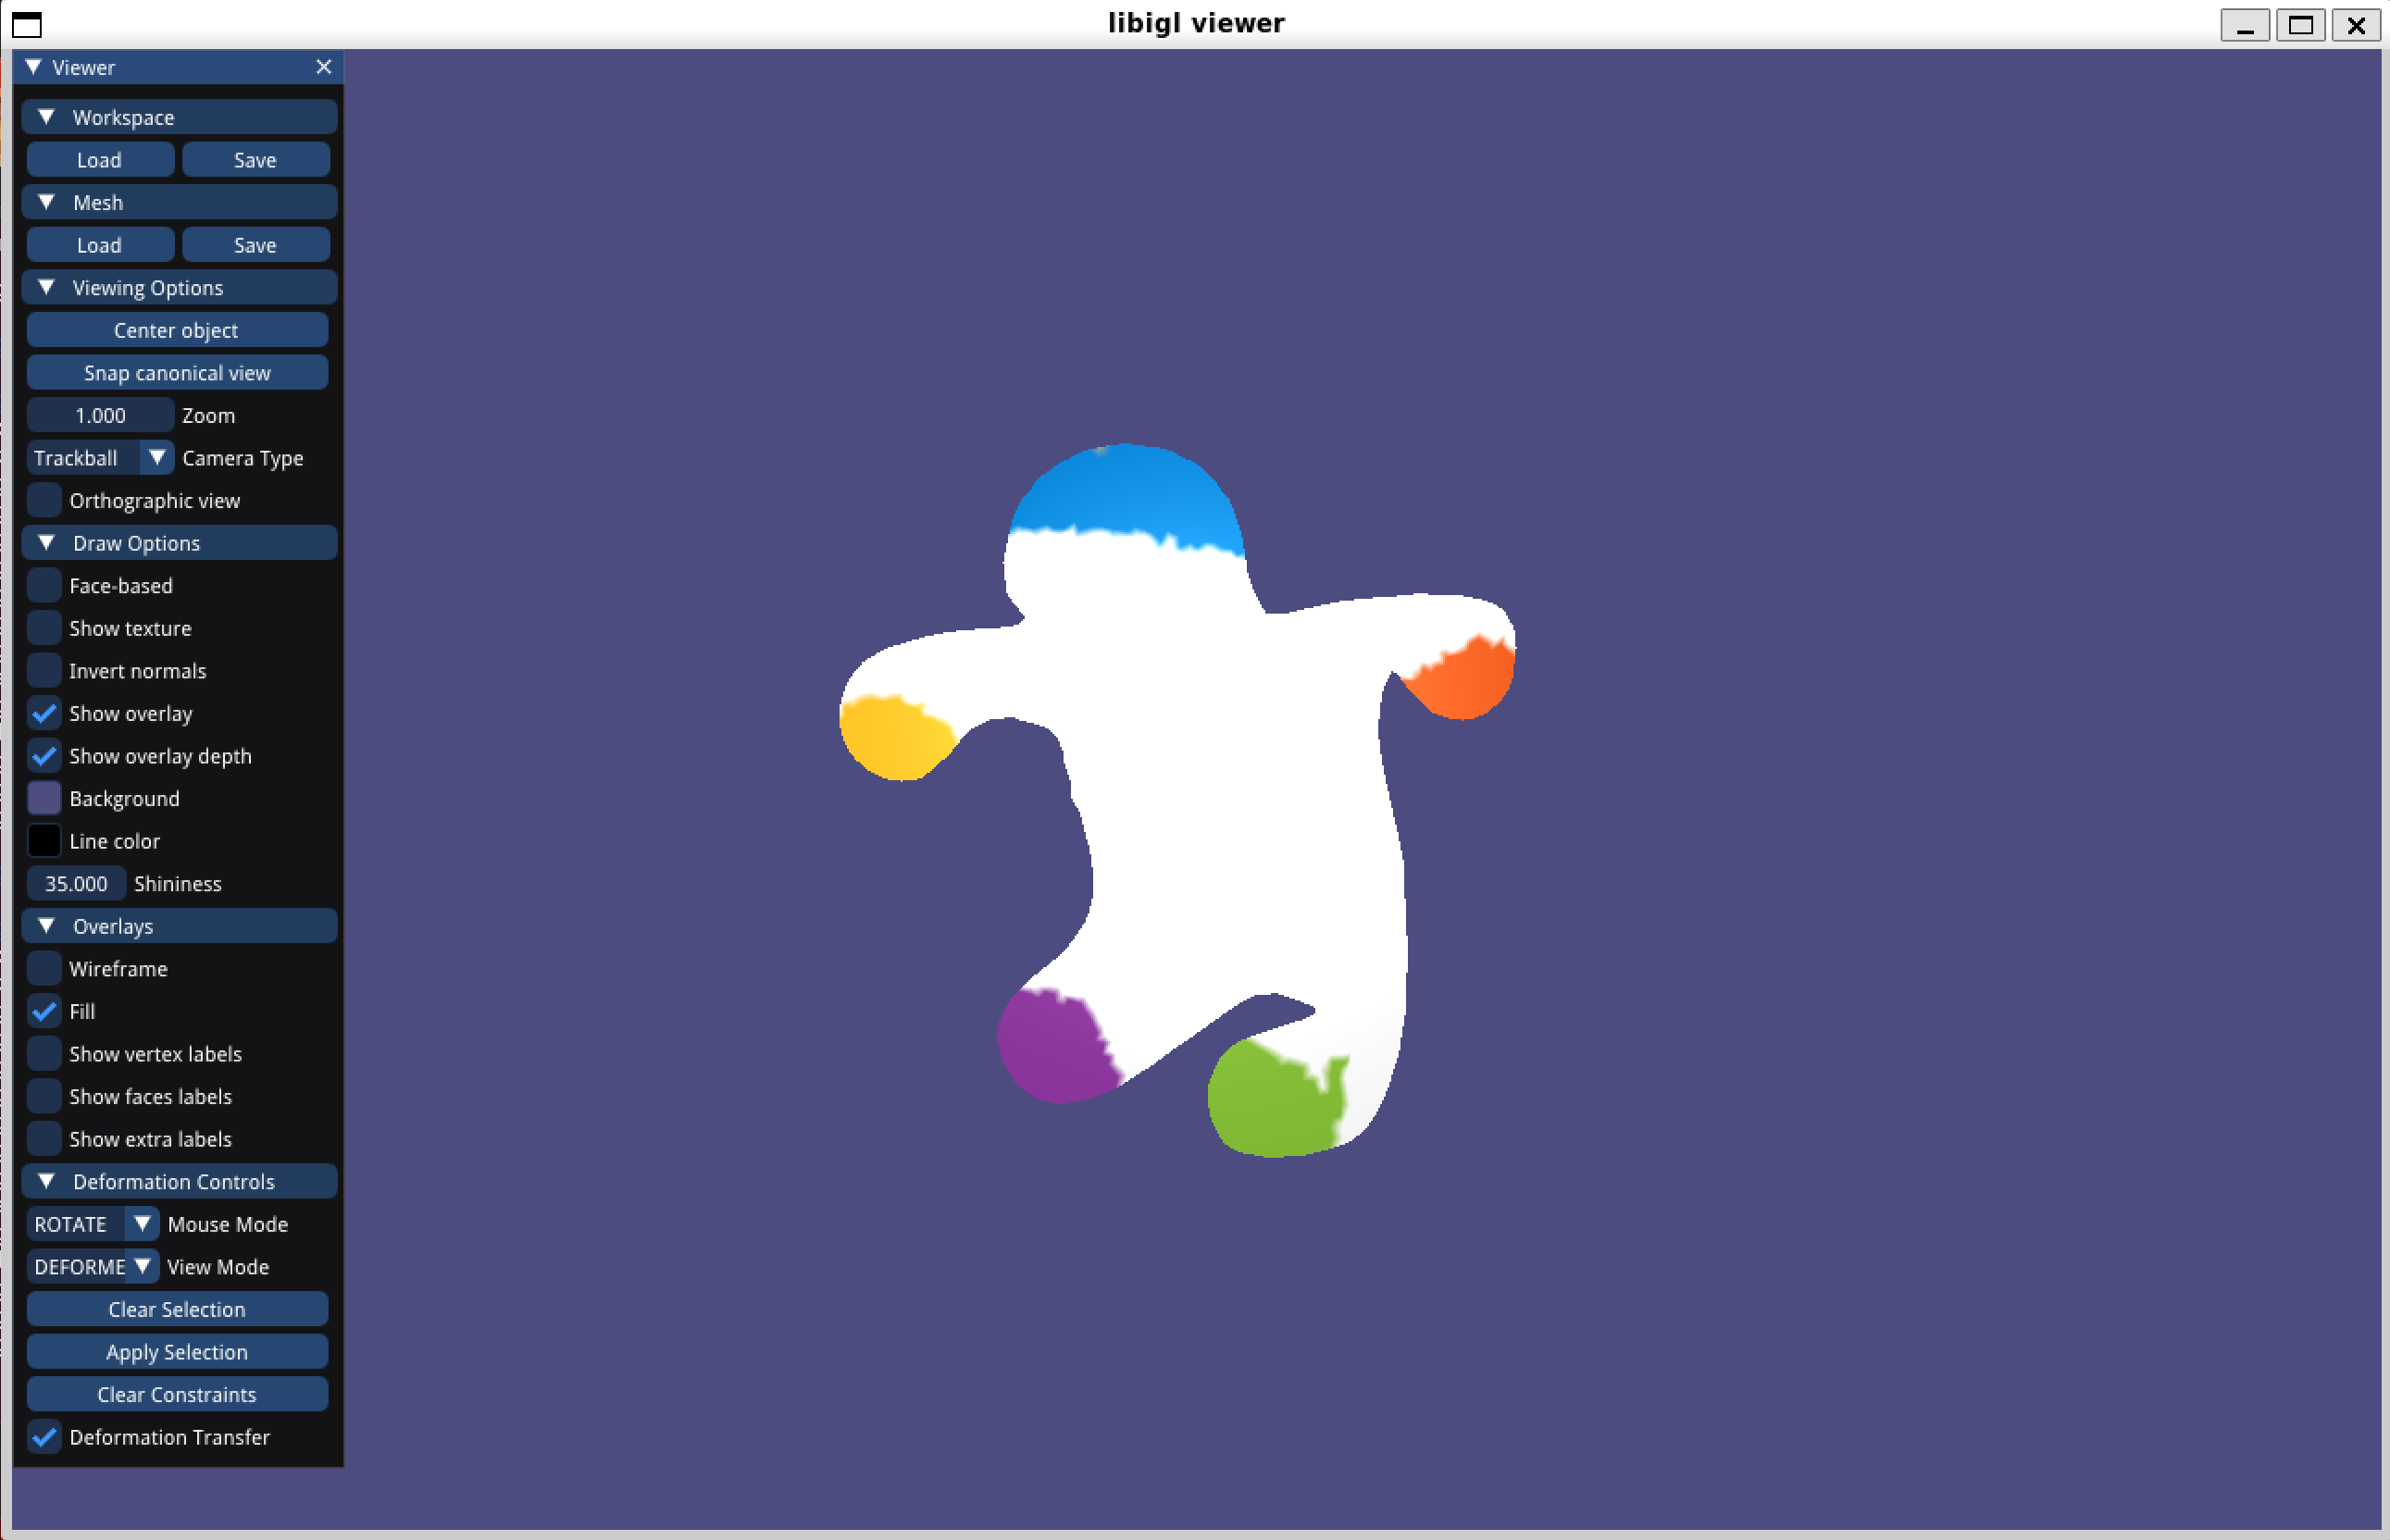 libigl viewer
Viewer
Workspace
Load Save
Mesh
Load Save
Viewing Options
Center object
Snap canonical view
1.000 Zoom
Trackball Camera Type
Orthographic view
Draw Options
Face-based
Show texture
Invert normals
Show overlay
Show overlay depth
Background
Line color
35.000 Shininess
Overlays
Wireframe
Fill
Show vertex labels
Show faces labels
Show extra labels
Deformation Controls
ROTATE Mouse Mode
DEFORME View Mode
Clear Selection
Apply Selection
Clear Constraints
Deformation Transfer